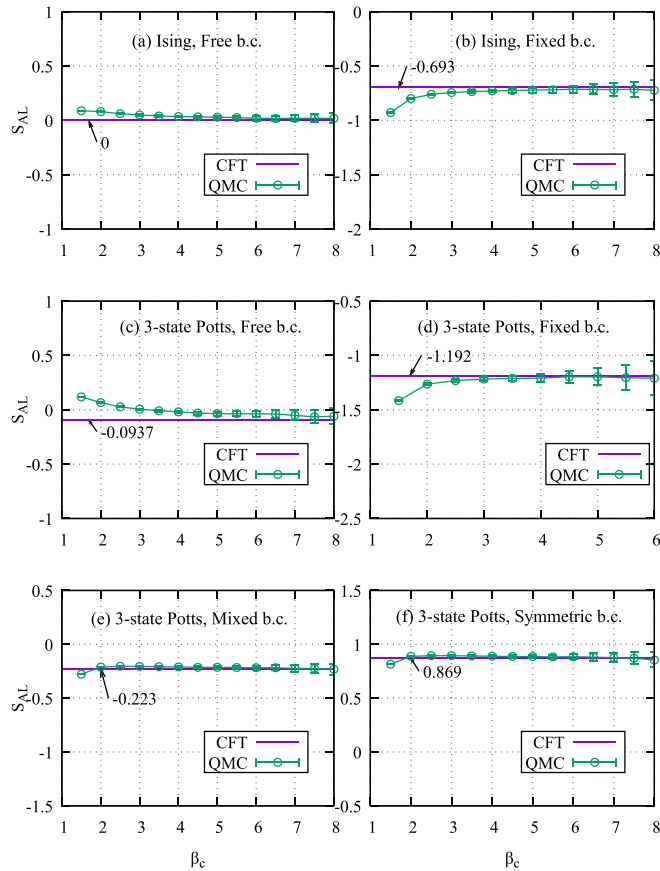 1
(a) Ising, Free b.c.
0.5
S_AL
0
0
CFT
-0.5
QMC
-1
1 2 3 4 5 6 7 8
0
(b) Ising, Fixed b.c.
-0.5
-0.693
-1
CFT
-1.5
QMC
-2
1 2 3 4 5 6 7 8
1
(c) 3-state Potts, Free b.c.
0.5
S_AL
0
-0.0937
CFT
-0.5
QMC
-1
1 2 3 4 5 6 7 8
-0.5
(d) 3-state Potts, Fixed b.c.
-1
-1.192
-1.5
CFT
-2
QMC
-2.5
1 2 3 4 5 6
0.5
(e) 3-state Potts, Mixed b.c.
0
S_AL
-0.223
-0.5
CFT
-1
QMC
-1.5
1 2 3 4 5 6 7 8
β_c
1.5
(f) 3-state Potts, Symmetric b.c.
1
0.869
0.5
CFT
0
QMC
-0.5
1 2 3 4 5 6 7 8
β_c